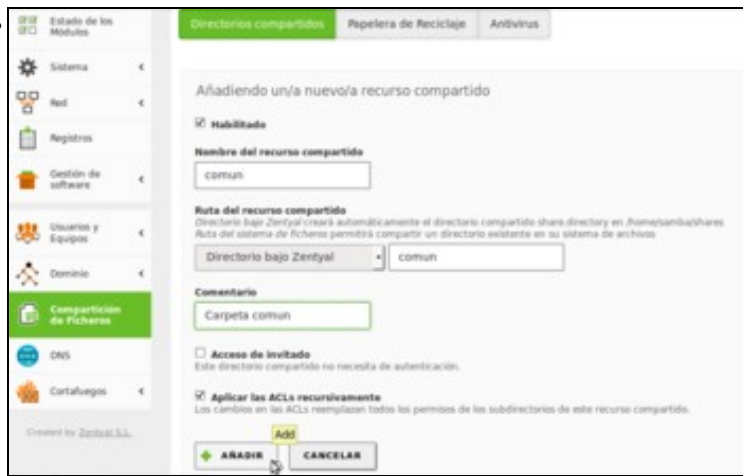 Estado de los
Módulos
Sistema
Red
Registros
Gestión de
software
Usuarios y
Equipos
Dominio
Compartición
de Ficheros
DNS
Cortafuegos
Created by Zentyal S.L.
Directorios compartidos
Papelera de Reciclaje
Antivirus
Añadiendo un/a nuevo/a recurso compartido
Habilitado
Nombre del recurso compartido
comun
Ruta del recurso compartido
Directorio bajo Zentyal creará automáticamente el directorio compartido share.directory en /home/samba/shares
Ruta del sistema de ficheros permitirá compartir un directorio existente en su sistema de archivos
Directorio bajo Zentyal
comun
Comentario
Carpeta comun
Acceso de invitado
Este directorio compartido no necesita de autenticación.
Aplicar las ACLs recursivamente
Los cambios en las ACLs reemplazan todos los permisos de los subdirectorios de este recurso compartido.
Add
AÑADIR
CANCELAR